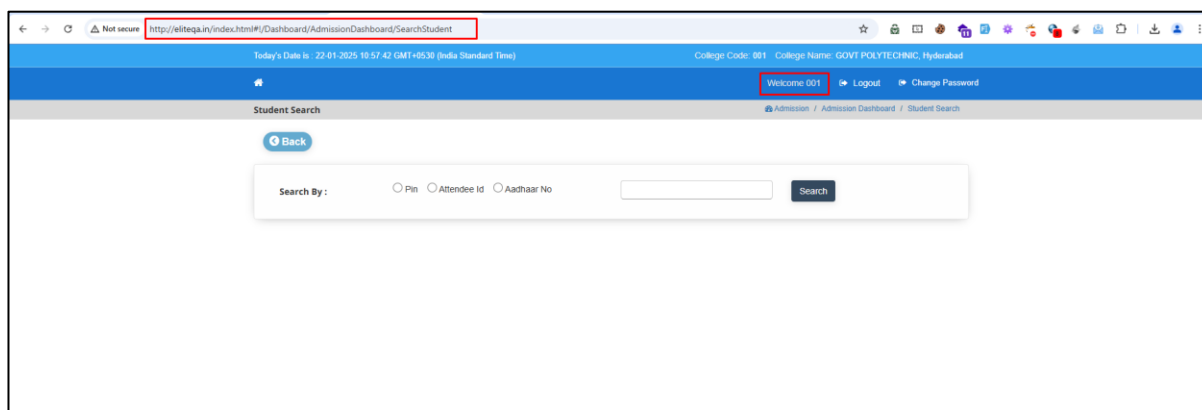 Not secure http://eliteqa.in/index.html#!/Dashboard/AdmissionDashboard/SearchStudent
11
Today's Date is : 22-01-2025 10:57:42 GMT+0530 (India Standard Time) College Code: 001 College Name: GOVT POLYTECHNIC, Hyderabad
Welcome 001 Logout Change Password
Student Search Admission / Admission Dashboard / Student Search
Back
Search By : Pin Attendee Id Aadhaar No Search